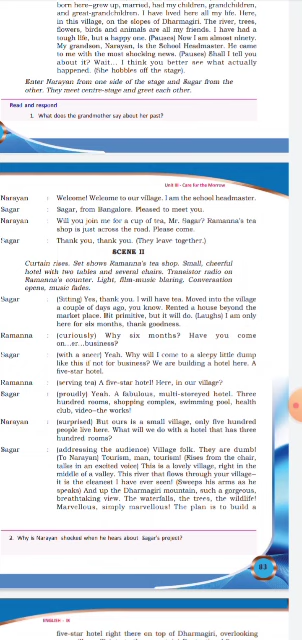 born here–grew up, married, had my children, grandchildren,
and great-grandchildren. I have lived here all my life. Here,
in this village, on the slopes of Dharmagiri. The river, trees,
flowers, birds and animals are all my friends. I have had a
tough life, but a happy one. (Pauses) Now I am almost ninety.
My grandson, Narayan, is the School Headmaster. He came
to me with the most shocking news. (Pauses) Shall I tell you
about it? Wait... I think you better see what actually
happened. (She hobbles off the stage).
Enter Narayan from one side of the stage and Sagar from the
other. They meet centre-stage and greet each other.
Read and respond
1. What does the grandmother say about her past?
Unit III - Care for the Morrow
Narayan : Welcome! Welcome to our village. I am the school headmaster.
Sagar : Sagar, from Bangalore. Pleased to meet you.
Narayan : Will you join me for a cup of tea, Mr. Sagar? Ramanna's tea
shop is just across the road. Please come.
Sagar : Thank you, thank you. (They leave together.)
SCENE II
Curtain rises. Set shows Ramanna's tea shop. Small, cheerful
hotel with two tables and several chairs. Transistor radio on
Ramanna's counter. Light, film-music blaring. Conversation
opens, music fades.
Sagar : (Sitting) Yes, thank you. I will have tea. Moved into the village
a couple of days ago, you know. Rented a house beyond the
market place. Bit primitive, but it will do. (Laughs) I am only
here for six months, thank goodness.
Ramanna : (curiously) Why six months? Have you come
on...er...business?
Sagar : (with a sneer) Yeah. Why will I come to a sleepy little dump
like this if not for business? We are building a hotel here. A
five-star hotel.
Ramanna : (serving tea) A five-star hotel! Here, in our village?
Sagar : (proudly) Yeah. A fabulous, multi-storeyed hotel. Three
hundred rooms, shopping complex, swimming pool, health
club, video–the works!
Narayan : (surprised) But ours is a small village, only five hundred
people live here. What will we do with a hotel that has three
hundred rooms?
Sagar : (addressing the audience) Village folk. They are dumb!
(To Narayan) Tourism, man, tourism! (Rises from the chair,
talks in an excited voice) This is a lovely village, right in the
middle of a valley. This river that flows through your village–
it is the cleanest I have ever seen! (Sweeps his arms as he
speaks) And up the Dharmagiri mountain, such a gorgeous,
breathtaking view. The waterfalls, the trees, the wildlife!
Marvellous, simply marvellous! The plan is to build a
2. Why is Narayan shocked when he hears about Sagar's project?
83
ENGLISH - IX
five-star hotel right there on top of Dharmagiri, overlooking